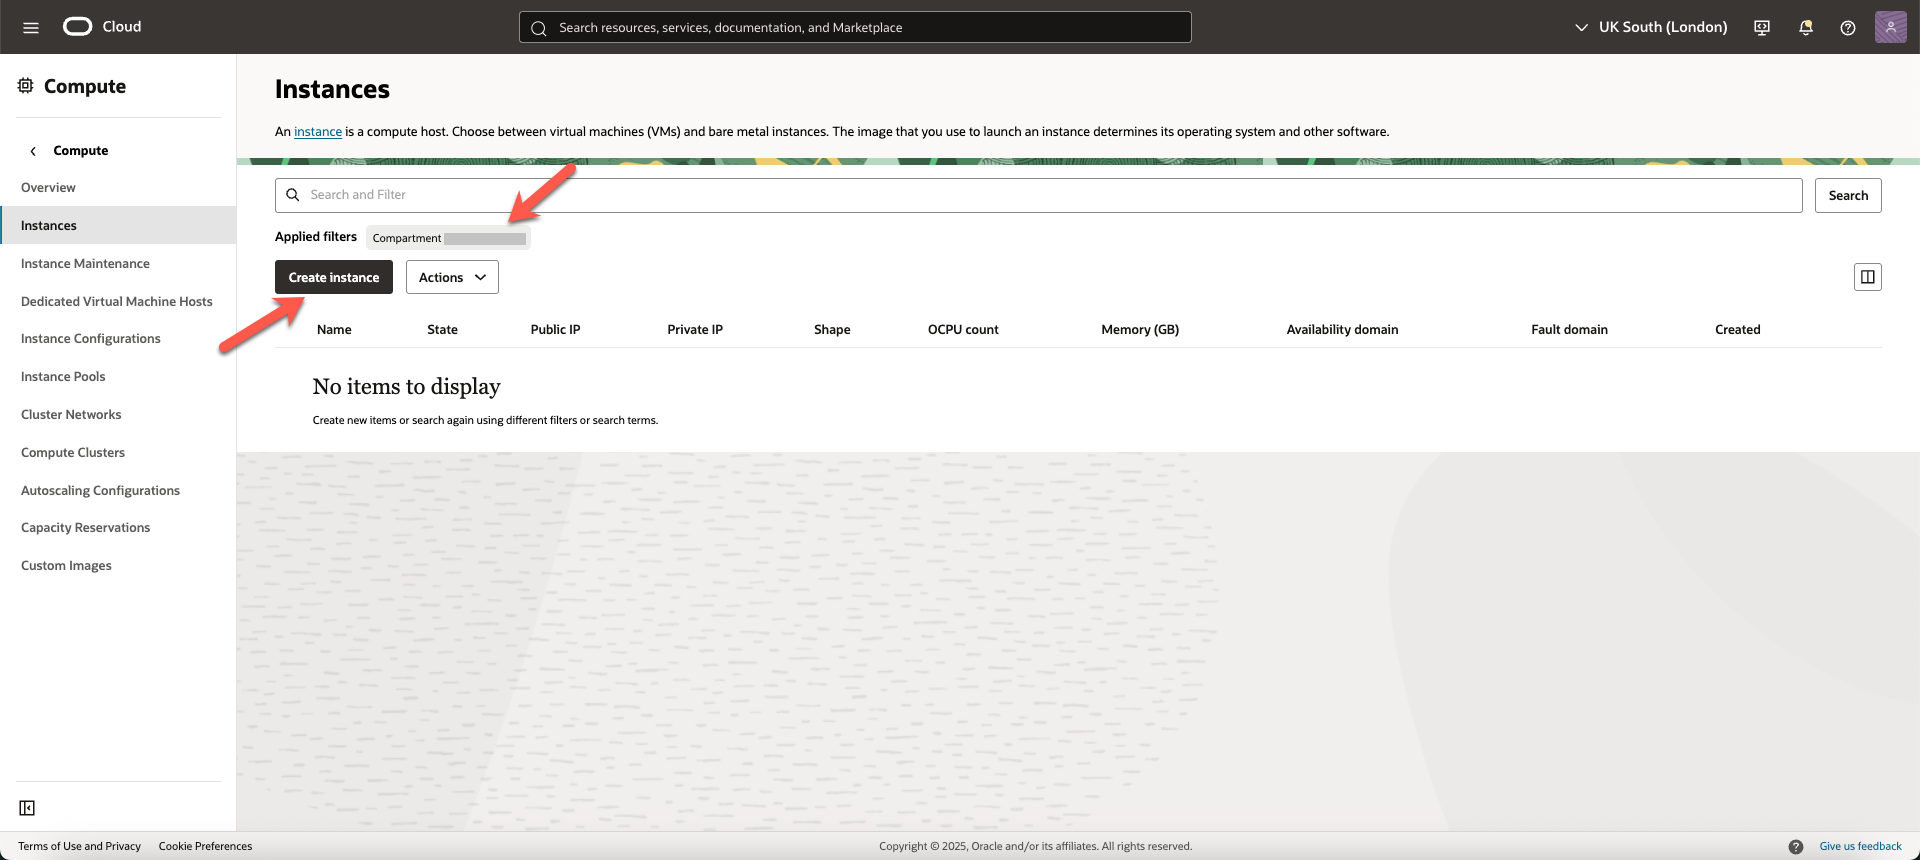 Cloud
Search resources, services, documentation, and Marketplace
UK South (London)
Compute
Compute
Overview
Instances
Instance Maintenance
Dedicated Virtual Machine Hosts
Instance Configurations
Instance Pools
Cluster Networks
Compute Clusters
Autoscaling Configurations
Capacity Reservations
Custom Images
Instances
An instance is a compute host. Choose between virtual machines (VMs) and bare metal instances. The image that you use to launch an instance determines its operating system and other software.
Search and Filter
Search
Applied filters Compartment
Create instance Actions
Name State Public IP Private IP Shape OCPU count Memory (GB) Availability domain Fault domain Created
No items to display
Create new items or search again using different filters or search terms.
Terms of Use and Privacy Cookie Preferences
Copyright © 2025, Oracle and/or its affiliates. All rights reserved.
Give us feedback